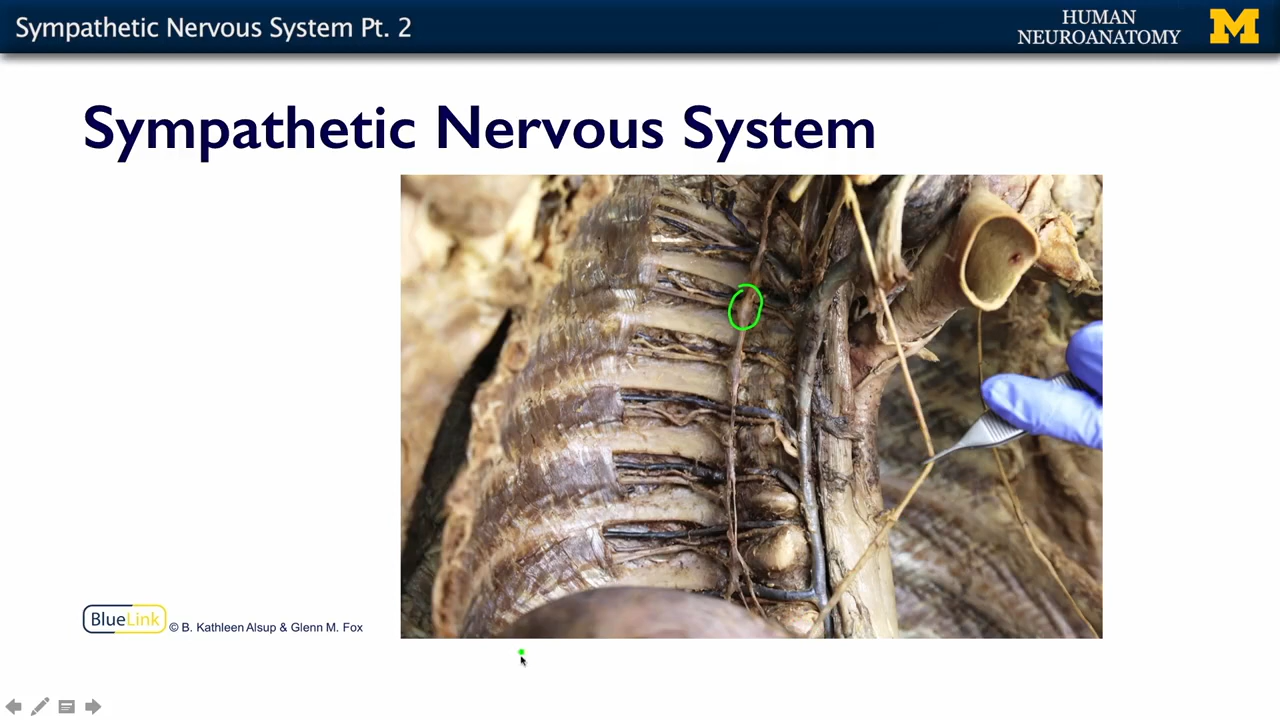 Sympathetic Nervous System Pt. 2
HUMAN
NEUROANATOMY
M
Sympathetic Nervous System
BlueLink © B. Kathleen Alsup & Glenn M. Fox